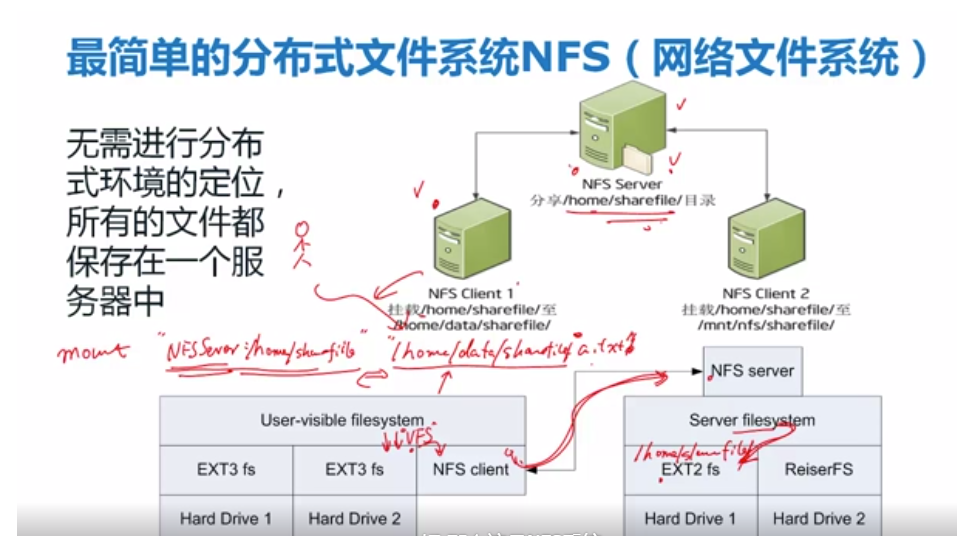 最简单的分布式文件系统NFS（网络文件系统）
无需进行分布
式环境的定位，
所有的文件都
保存在一个服
务器中
NFS Server
分享/home/sharefile/目录
NFS Client 1
挂载/home/sharefile/至
/home/data/sharefile/
NFS Client 2
挂载/home/sharefile/至
/mnt/nfs/sharefile/
mount "NFSServer:/home/sharefile" "/home/data/sharefile/a.txt"
NFS server
User-visible filesystem
Server filesystem
"VFS"
/home/sharefile/
EXT3 fs
EXT3 fs
NFS client
EXT2 fs
ReiserFS
Hard Drive 1
Hard Drive 2
Hard Drive 1
Hard Drive 2